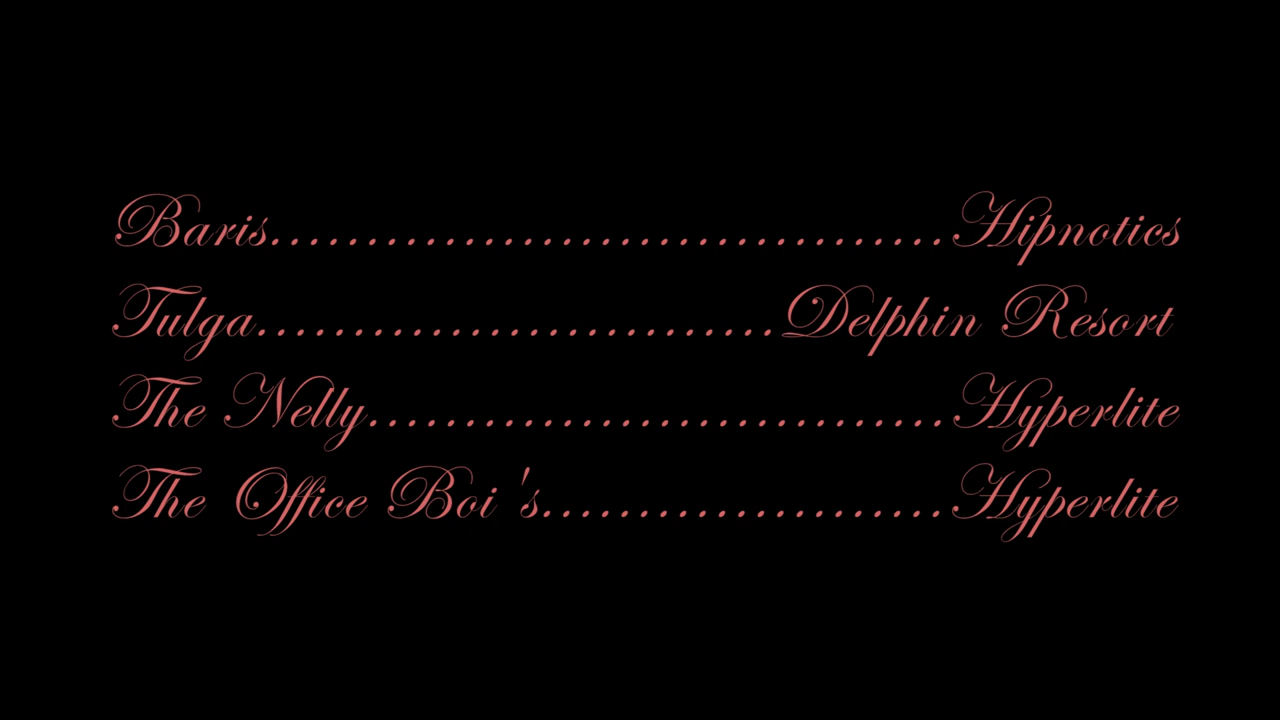 Baris...................................Hipnotics
Tulga...........................Delphin Resort
The Nelly..............................Hyperlite
The Office Boi 's.....................Hyperlite